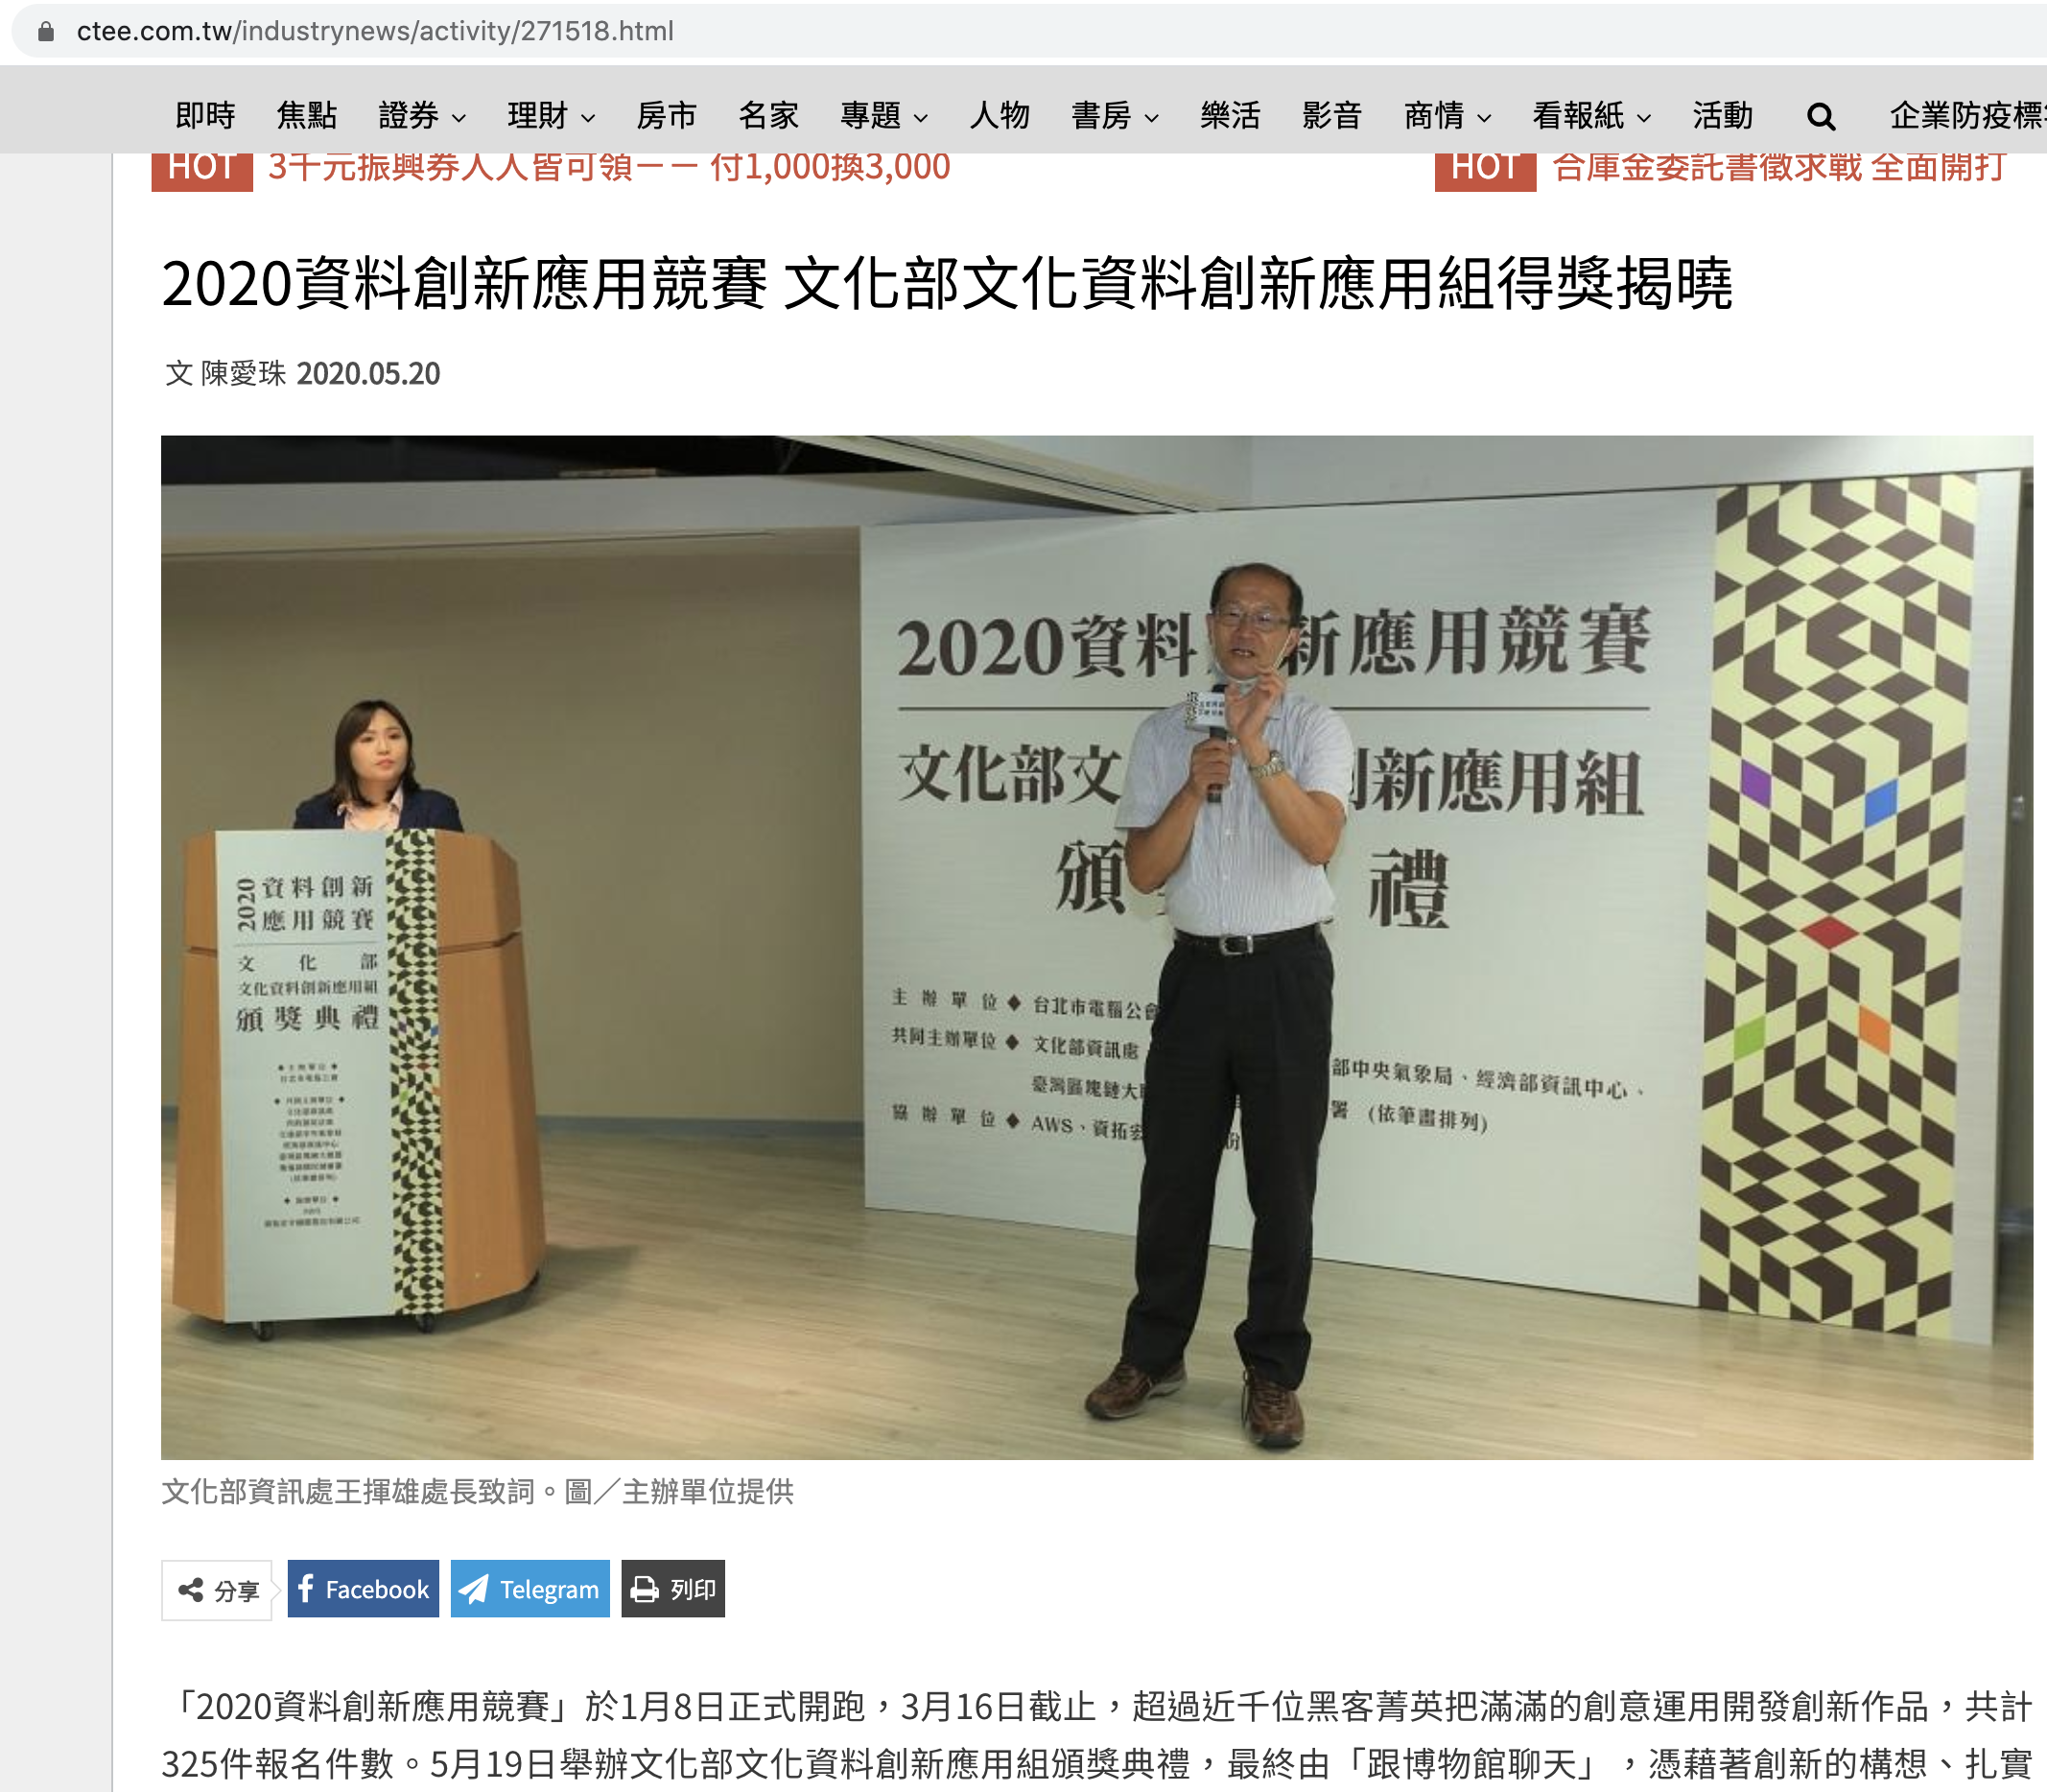 ctee.com.tw/industrynews/activity/271518.html
即時 焦點 證券 理財 房市 名家 專題 人物 書房 樂活 影音 商情 看報紙 活動 企業防疫標
HOT 3千元振興券人人皆可領－－ 付1,000換3,000 HOT 合庫金委託書徵求戰 全面開打
2020資料創新應用競賽 文化部文化資料創新應用組得獎揭曉
文 陳愛珠 2020.05.20
2020資料 新應用競賽
文化部文 創新應用組
頒 禮
主辦單位◆台北市電腦公會
共同主辦單位◆文化部資訊處 部中央氣象局、經濟部資訊中心、
臺灣區塊鏈大 署 (依筆畫排列)
協辦單位◆AWS、資拓宏 份
2020資料創新
應用競賽
文化部
文化資料創新應用組
頒獎典禮
文化部資訊處王揮雄處長致詞。圖／主辦單位提供
分享 Facebook Telegram 列印
「2020資料創新應用競賽」於1月8日正式開跑，3月16日截止，超過近千位黑客菁英把滿滿的創意運用開發創新作品，共計
325件報名件數。5月19日舉辦文化部文化資料創新應用組頒獎典禮，最終由「跟博物館聊天」，憑藉著創新的構想、扎實